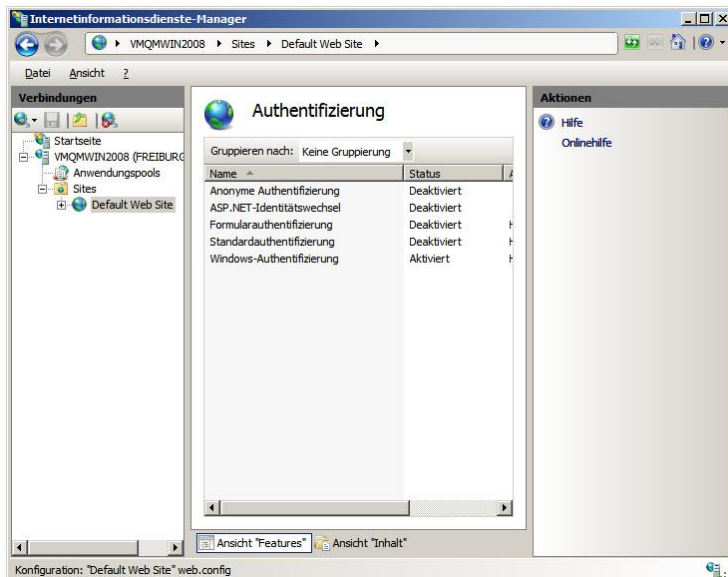 Internetinformationsdienste-Manager
VMQMWIN2008 Sites Default Web Site
Datei Ansicht ?
Verbindungen
Startseite
VMQMWIN2008 (FREIBURG
Anwendungspools
Sites
Default Web Site
Authentifizierung
Gruppieren nach: Keine Gruppierung
Name Status
Anonyme Authentifizierung Deaktiviert
ASP.NET-Identitätswechsel Deaktiviert
Formularauthentifizierung Deaktiviert
Standardauthentifizierung Deaktiviert
Windows-Authentifizierung Aktiviert
Ansicht "Features" Ansicht "Inhalt"
Aktionen
Hilfe
Onlinehilfe
Konfiguration: "Default Web Site" web.config